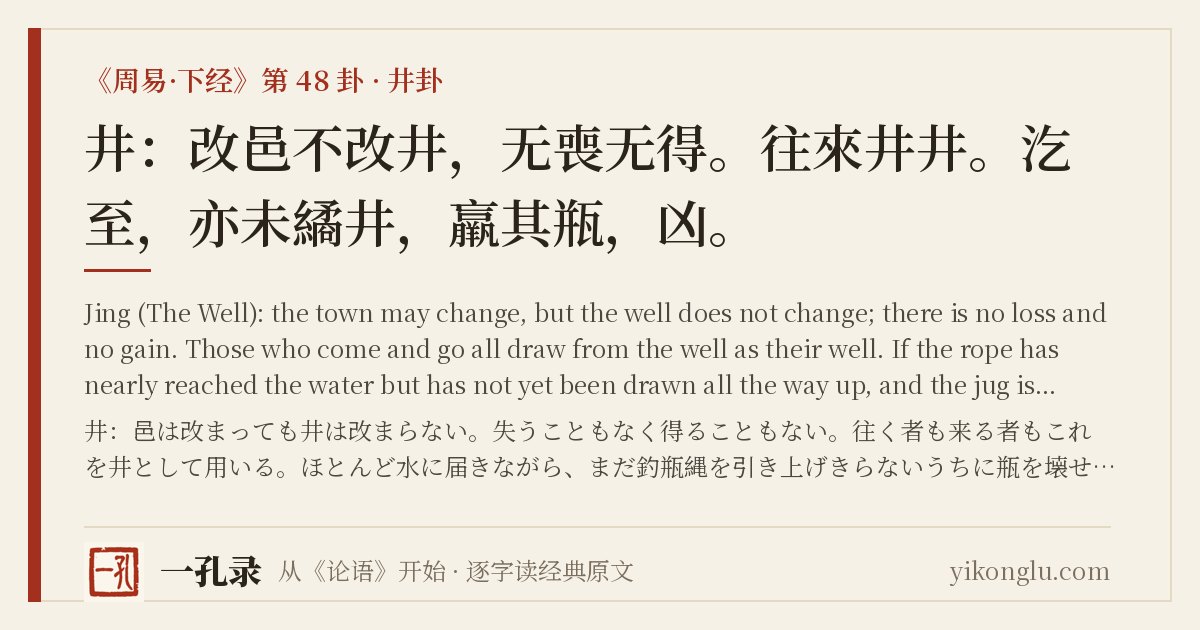 《周易·下经》第 48 卦 · 井卦
井：改邑不改井，无喪无得。往來井井。汔
至，亦未繘井，羸其瓶，凶。
Jing (The Well): the town may change, but the well does not change; there is no loss and
no gain. Those who come and go all draw from the well as their well. If the rope has
nearly reached the water but has not yet been drawn all the way up, and the jug is…
井：邑は改まっても井は改まらない。失うこともなく得ることもない。往く者も来る者もこれ
を井として用いる。ほとんど水に届きながら、まだ釣瓶縄を引き上げきらないうちに瓶を壊せ…
一孔
一孔录
从《论语》开始 · 逐字读经典原文
yikonglu.com